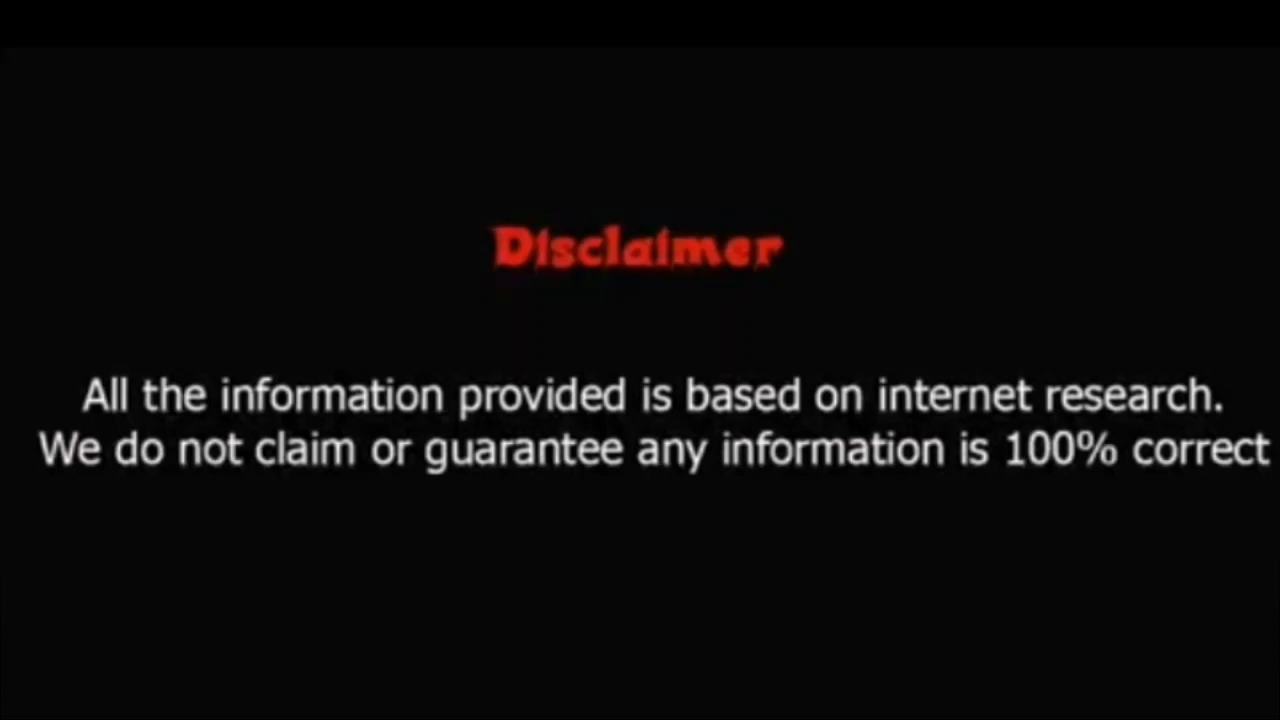 Disclaimer
All the information provided is based on internet research.
We do not claim or guarantee any information is 100% correct